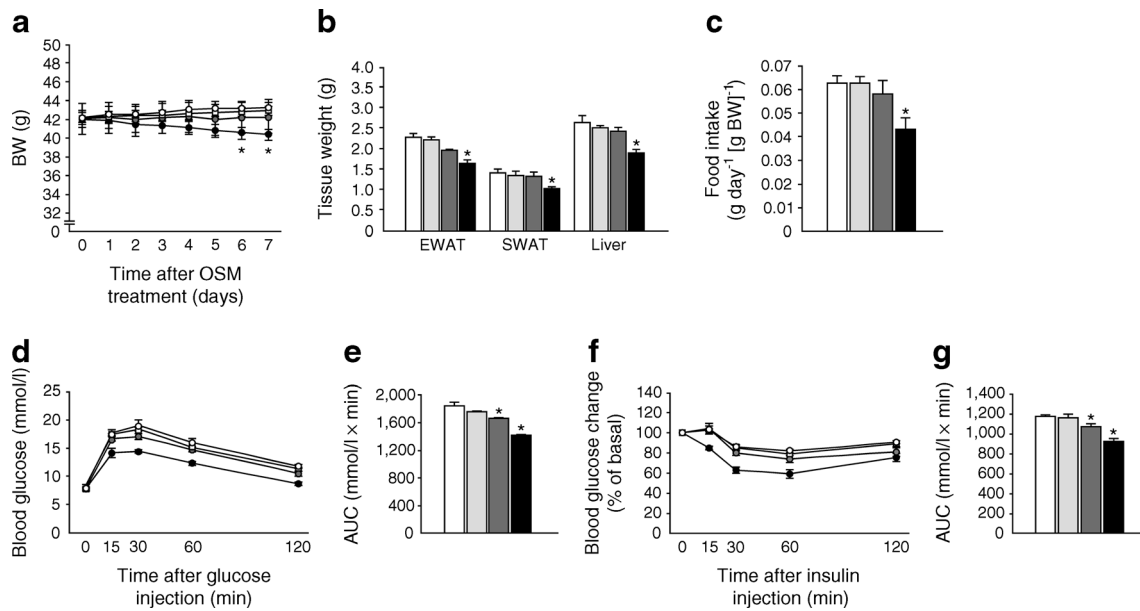 a
BW (g)
50
48
46
44
42
40
38
36
34
32
0
* *
0 1 2 3 4 5 6 7
Time after OSM
treatment (days)
b
Tissue weight (g)
4.0
3.5
3.0
2.5
2.0
1.5
1.0
0.5
0
* * *
EWAT SWAT Liver
c
Food intake
(g day-1 [g BW]-1)
0.07
0.06
0.05
0.04
0.03
0.02
0.01
0
*
d
Blood glucose (mmol/l)
25
20
15
10
5
0
0 15 30 60 120
Time after glucose
injection (min)
e
AUC (mmol/l × min)
2,000
1,600
1,200
800
400
0
* *
f
Blood glucose change
(% of basal)
140
120
100
80
60
40
20
0
0 15 30 60 120
Time after insulin
injection (min)
g
AUC (mmol/l × min)
1,400
1,200
1,000
800
600
400
200
0
* *